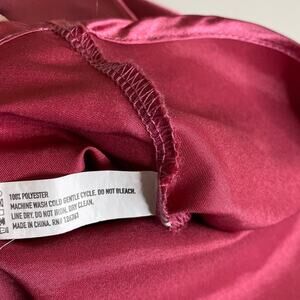 100% POLYESTER
MACHINE WASH COLD GENTLE CYCLE. DO NOT BLEACH.
LINE DRY. DO NOT IRON. DRY CLEAN.
MADE IN CHINA. RN#